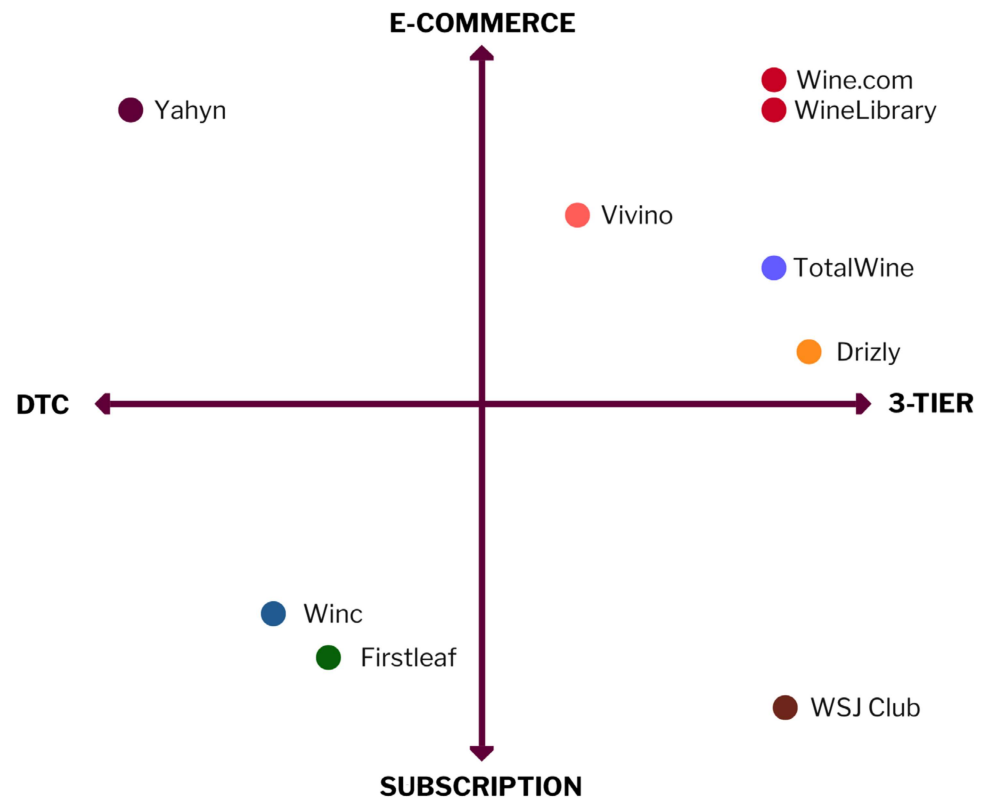 E-COMMERCE
Wine.com
Yahyn
WineLibrary
Vivino
TotalWine
Drizly
DTC
3-TIER
Winc
Firstleaf
WSJ Club
SUBSCRIPTION